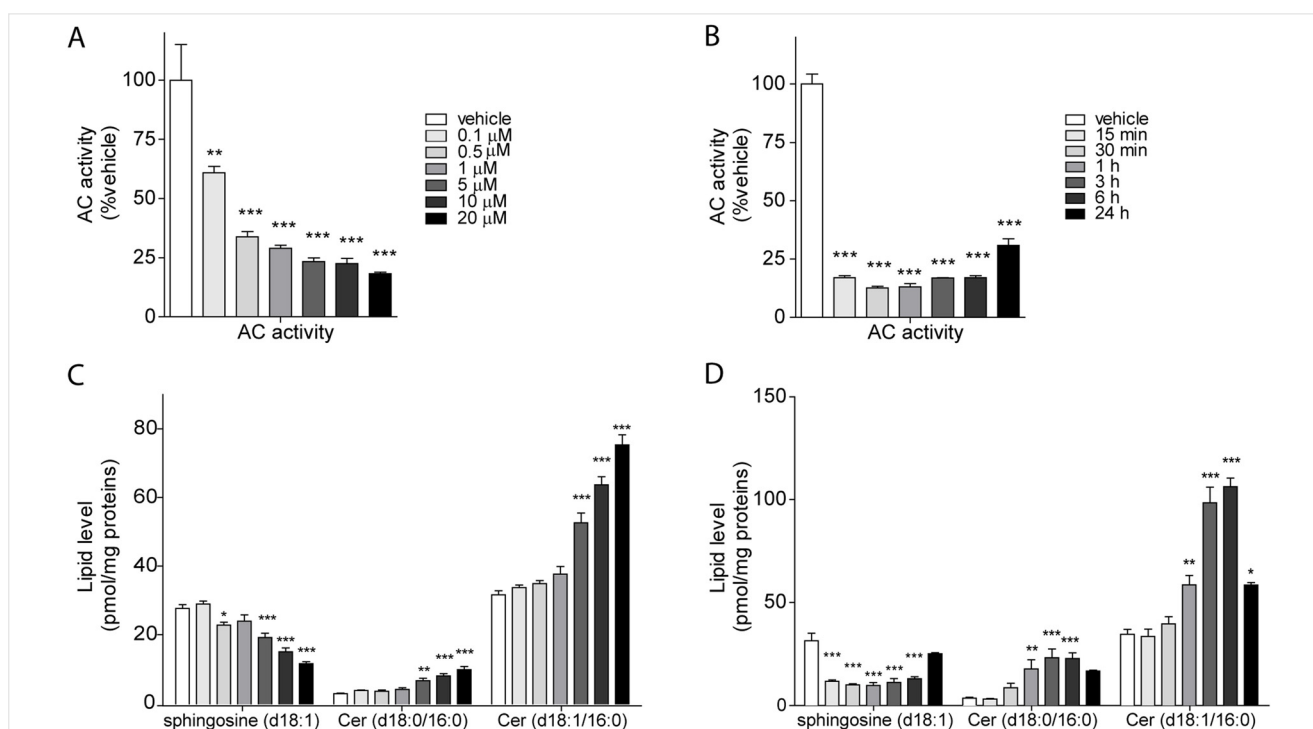 A
AC activity
(%vehicle)
100
75
50
25
0
**
***
***
***
***
***
AC activity
vehicle
0.1 μM
0.5 μM
1 μM
5 μM
10 μM
20 μM
B
AC activity
(%vehicle)
100
75
50
25
0
***
***
***
***
***
***
AC activity
vehicle
15 min
30 min
1 h
3 h
6 h
24 h
C
Lipid level
(pmol/mg proteins)
80
60
40
20
0
*
***
***
***
**
***
***
***
***
***
sphingosine (d18:1) Cer (d18:0/16:0) Cer (d18:1/16:0)
D
Lipid level
(pmol/mg proteins)
150
100
50
0
***
***
***
***
***
**
***
***
**
***
***
*
sphingosine (d18:1) Cer (d18:0/16:0) Cer (d18:1/16:0)